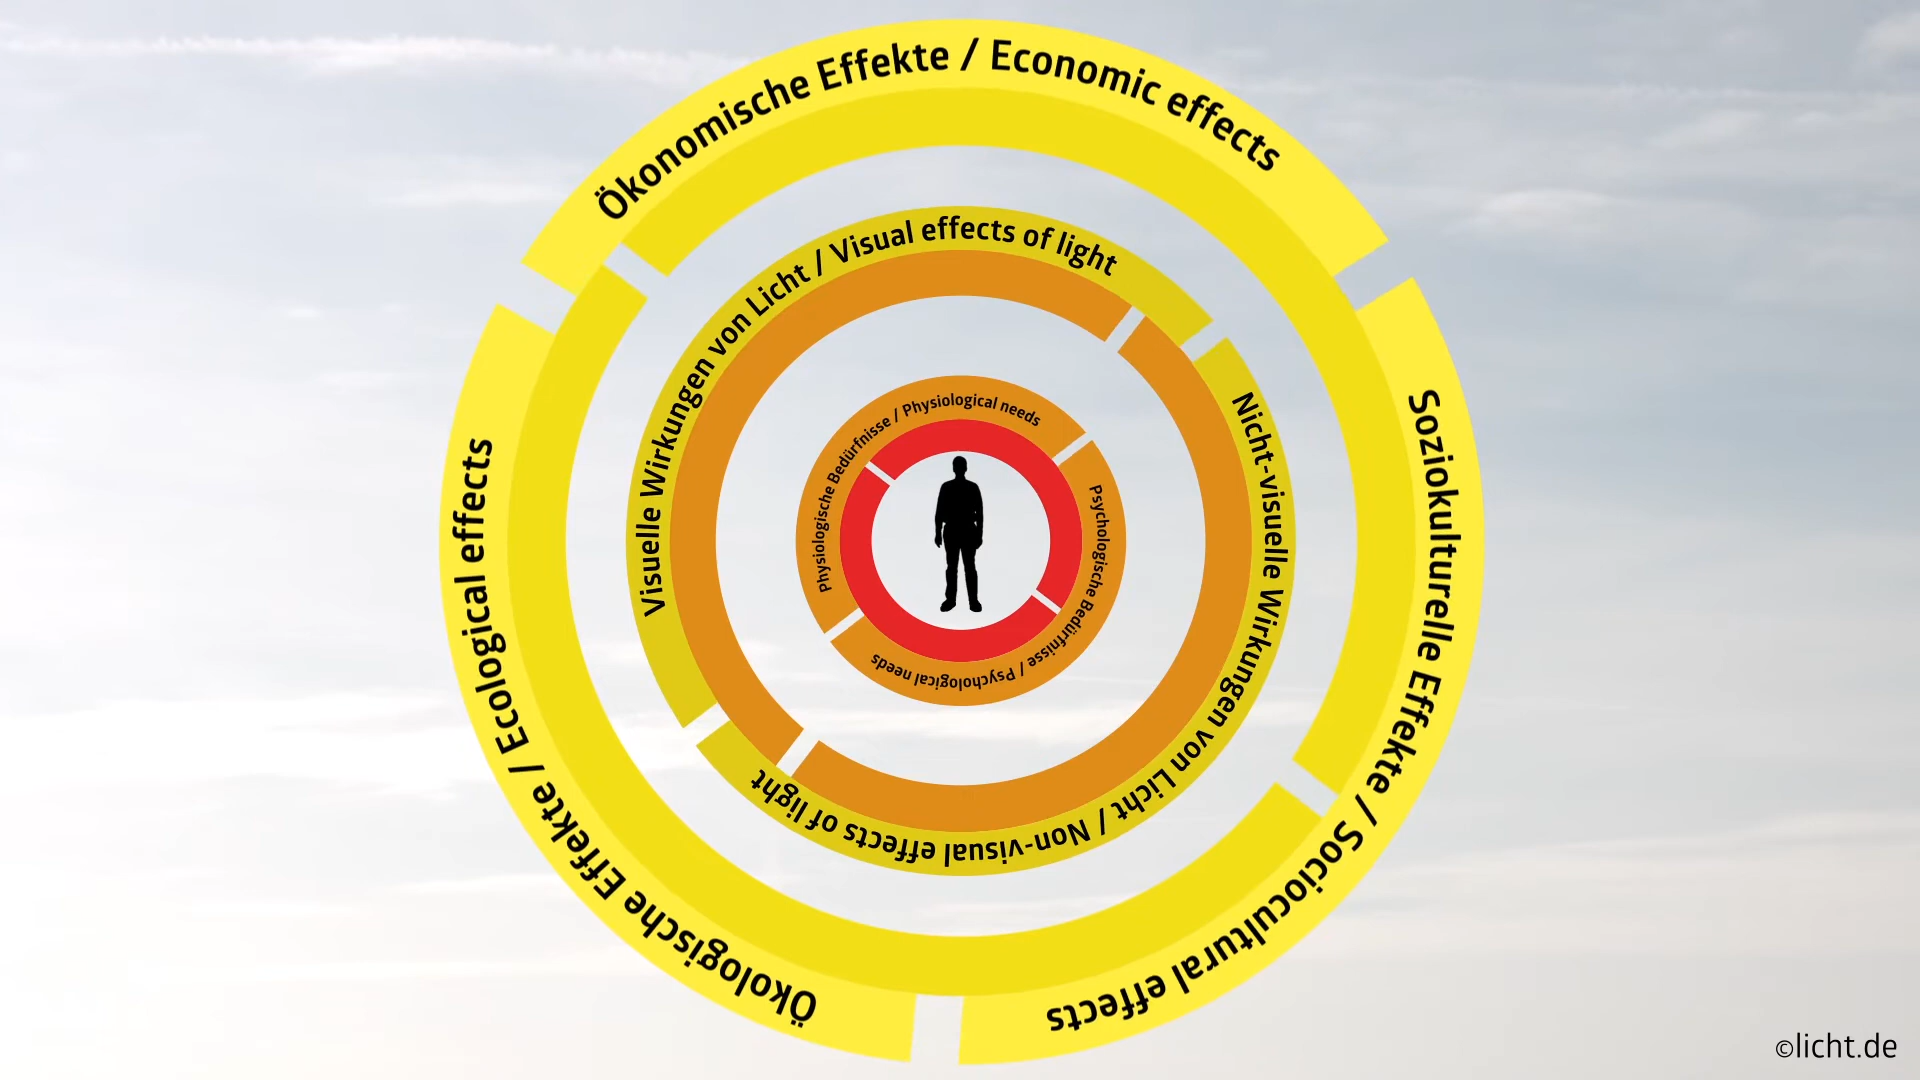 Ökonomische Effekte / Economic effects
Soziokulturelle Effekte / Sociocultural effects
Ökologische Effekte / Ecological effects
Visuelle Wirkungen von Licht / Visual effects of light
Nicht-visuelle Wirkungen von Licht / Non-visual effects of light
Physiologische Bedürfnisse / Physiological needs
Psychologische Bedürfnisse / Psychological needs
©licht.de